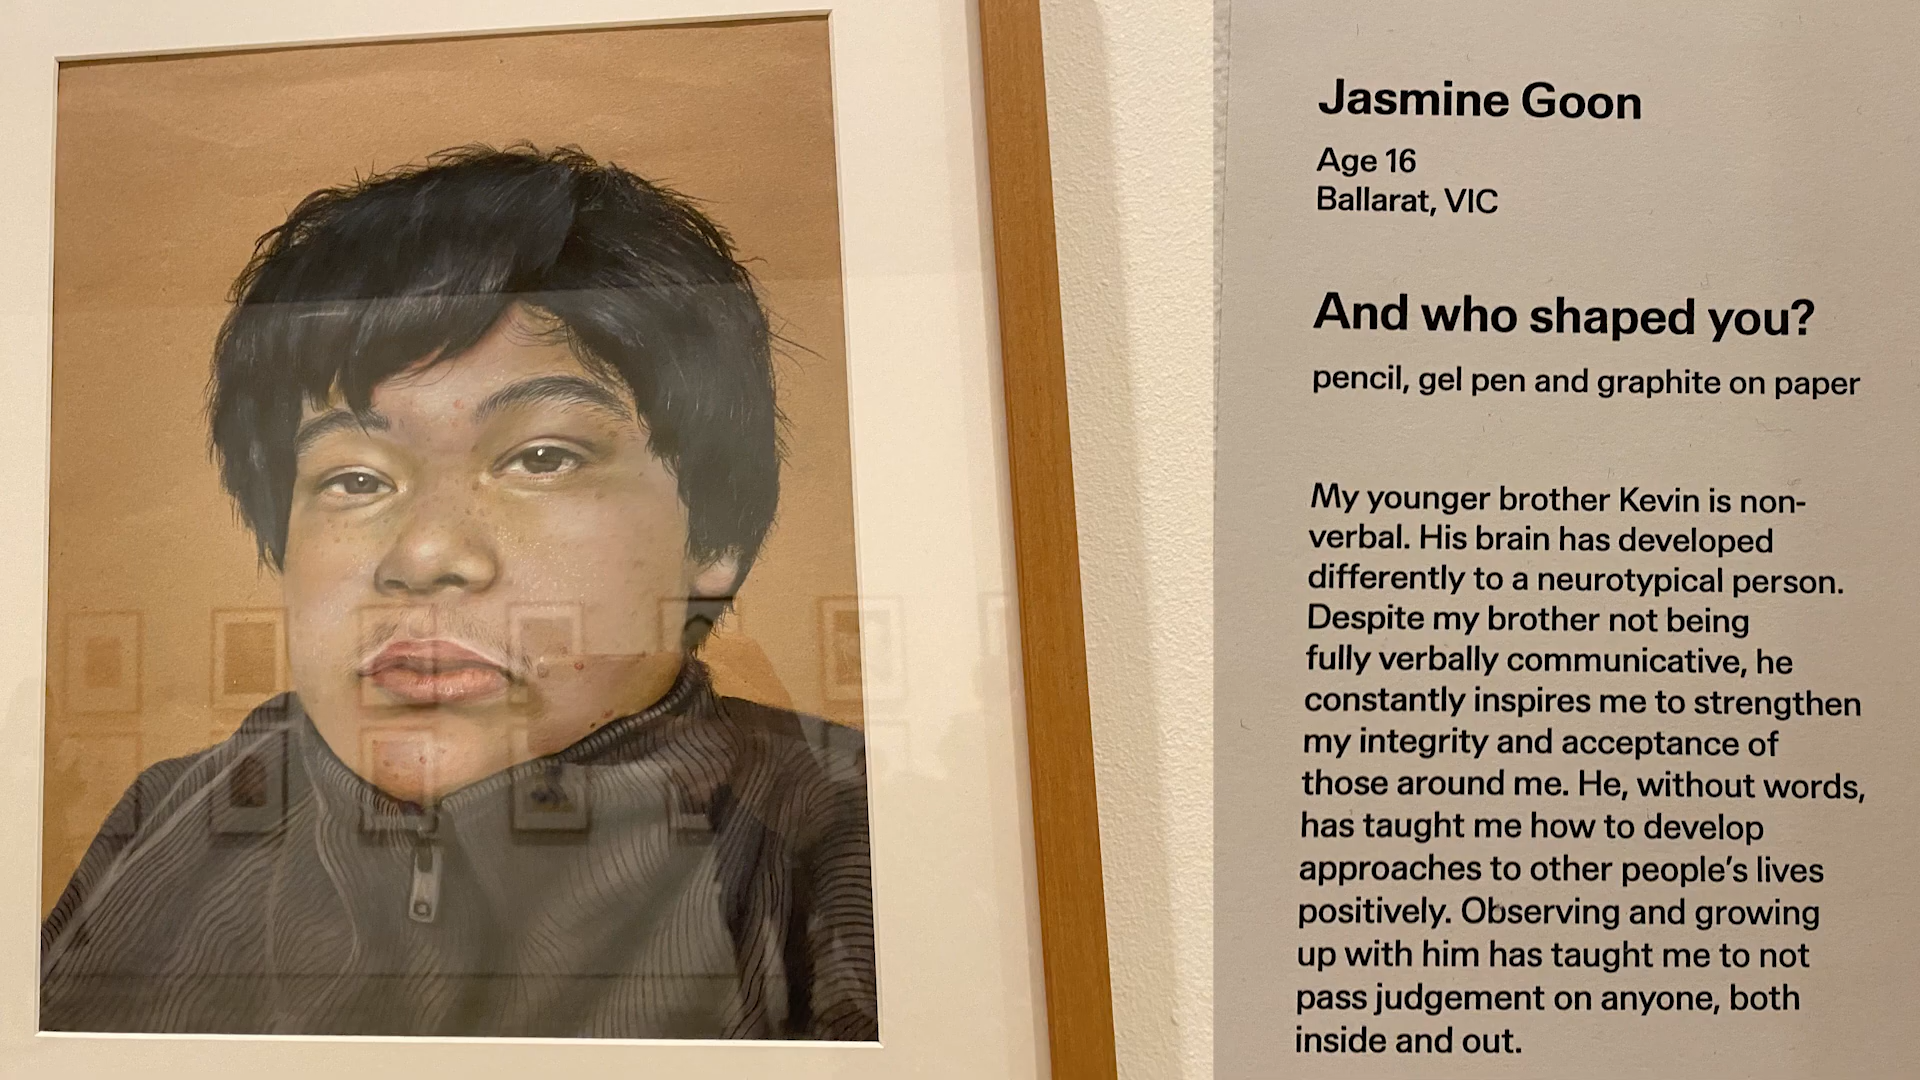 Jasmine Goon
Age 16
Ballarat, VIC
And who shaped you?
pencil, gel pen and graphite on paper
My younger brother Kevin is non-
verbal. His brain has developed
differently to a neurotypical person.
Despite my brother not being
fully verbally communicative, he
constantly inspires me to strengthen
my integrity and acceptance of
those around me. He, without words,
has taught me how to develop
approaches to other people’s lives
positively. Observing and growing
up with him has taught me to not
pass judgement on anyone, both
inside and out.